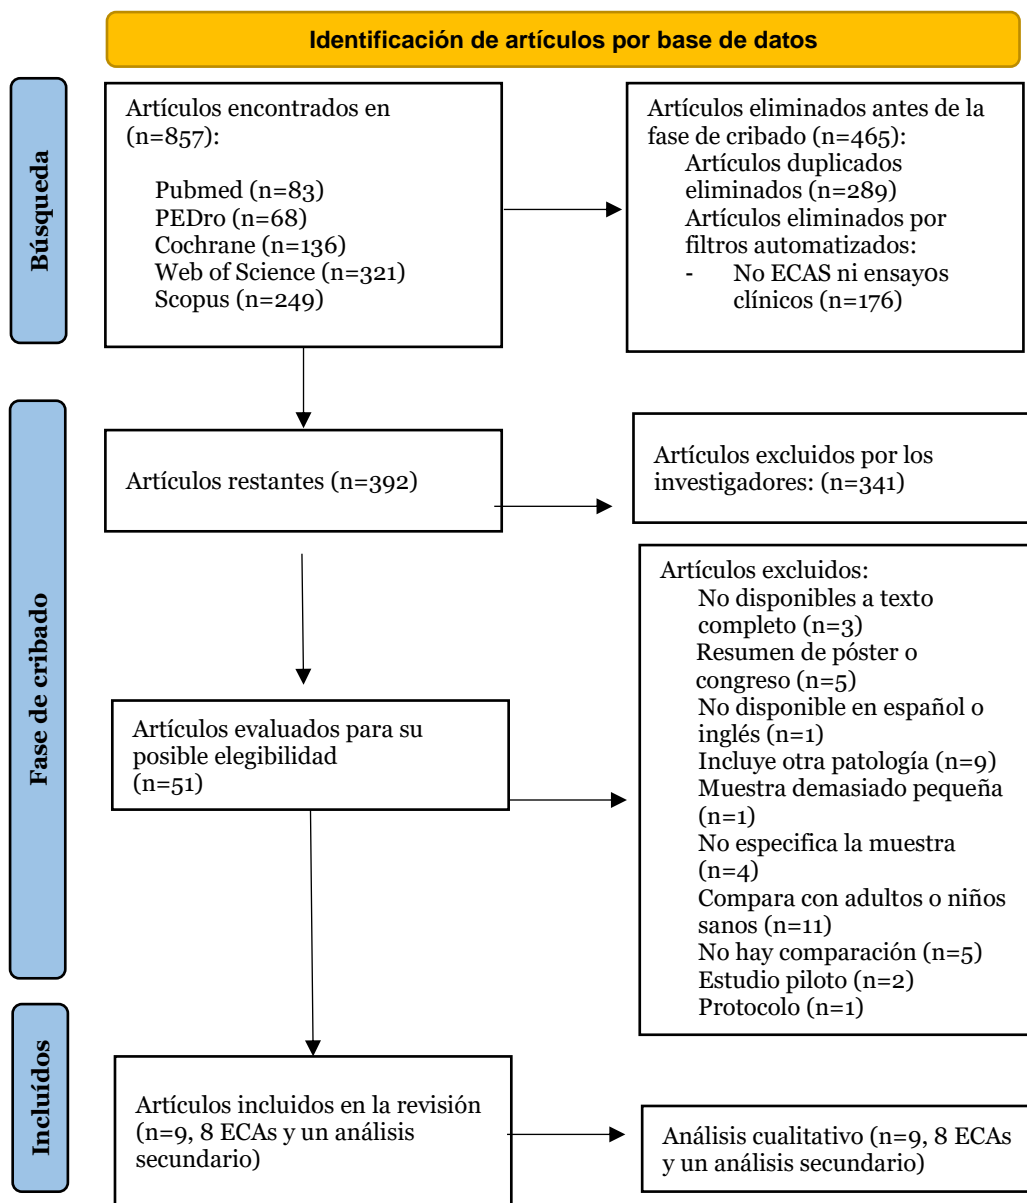 Identificación de artículos por base de datos
Búsqueda
Artículos encontrados en
(n=857):
Pubmed (n=83)
PEDro (n=68)
Cochrane (n=136)
Web of Science (n=321)
Scopus (n=249)
Artículos eliminados antes de la
fase de cribado (n=465):
Artículos duplicados
eliminados (n=289)
Artículos eliminados por
filtros automatizados:
- No ECAS ni ensayos
clínicos (n=176)
Fase de cribado
Artículos restantes (n=392)
Artículos excluidos por los
investigadores: (n=341)
Artículos evaluados para su
posible elegibilidad
(n=51)
Artículos excluidos:
No disponibles a texto
completo (n=3)
Resumen de póster o
congreso (n=5)
No disponible en español o
inglés (n=1)
Incluye otra patología (n=9)
Muestra demasiado pequeña
(n=1)
No especifica la muestra
(n=4)
Compara con adultos o niños
sanos (n=11)
No hay comparación (n=5)
Estudio piloto (n=2)
Protocolo (n=1)
Incluídos
Artículos incluidos en la revisión
(n=9, 8 ECAs y un análisis
secundario)
Análisis cualitativo (n=9, 8 ECAs
y un análisis secundario)